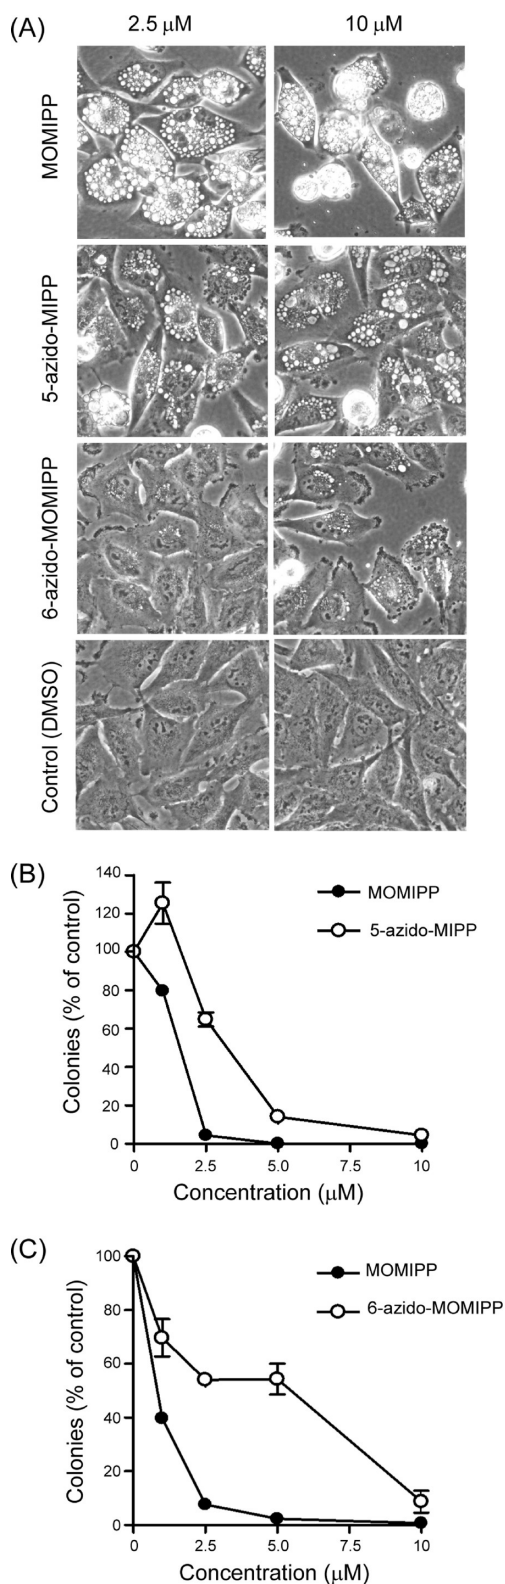 (A)
2.5 μM
10 μM
MOMIPP
5-azido-MIPP
6-azido-MOMIPP
Control (DMSO)
(B)
140
120
100
80
60
40
20
0
Colonies (% of control)
MOMIPP
5-azido-MIPP
0
2.5
5.0
7.5
10
Concentration (μM)
(C)
100
80
60
40
20
0
Colonies (% of control)
MOMIPP
6-azido-MOMIPP
0
2.5
5.0
7.5
10
Concentration (μM)